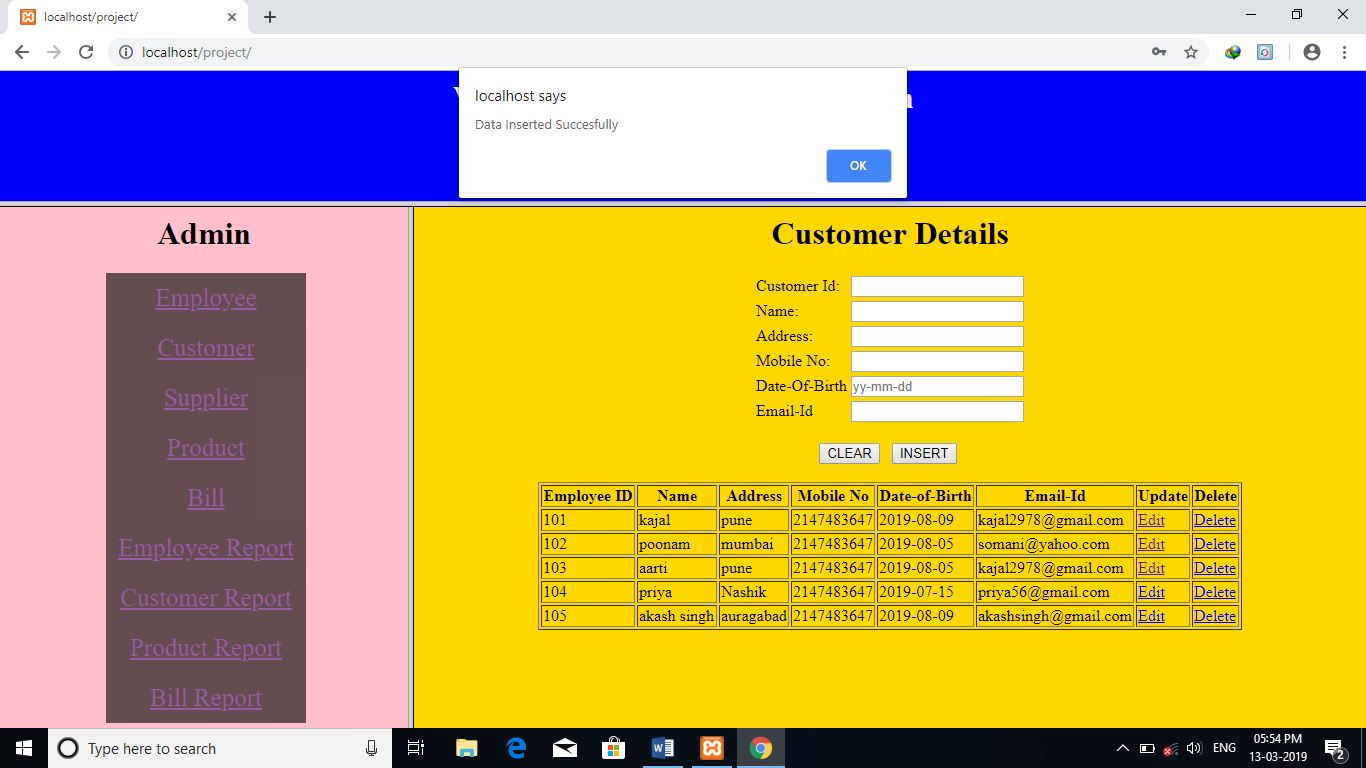 localhost/project/
localhost/project/
localhost says
Data Inserted Succesfully
OK
Admin
Employee
Customer
Supplier
Product
Bill
Employee Report
Customer Report
Product Report
Bill Report
Customer Details
Customer Id:
Name:
Address:
Mobile No:
Date-Of-Birth yy-mm-dd
Email-Id
CLEAR INSERT
Employee ID Name Address Mobile No Date-of-Birth Email-Id Update Delete
101 kajal pune 2147483647 2019-08-09 kajal2978@gmail.com Edit Delete
102 poonam mumbai 2147483647 2019-08-05 somani@yahoo.com Edit Delete
103 aarti pune 2147483647 2019-08-05 kajal2978@gmail.com Edit Delete
104 priya Nashik 2147483647 2019-07-15 priya56@gmail.com Edit Delete
105 akash singh auragabad 2147483647 2019-08-09 akashsingh@gmail.com Edit Delete
Type here to search
ENG
05:54 PM
13-03-2019
2